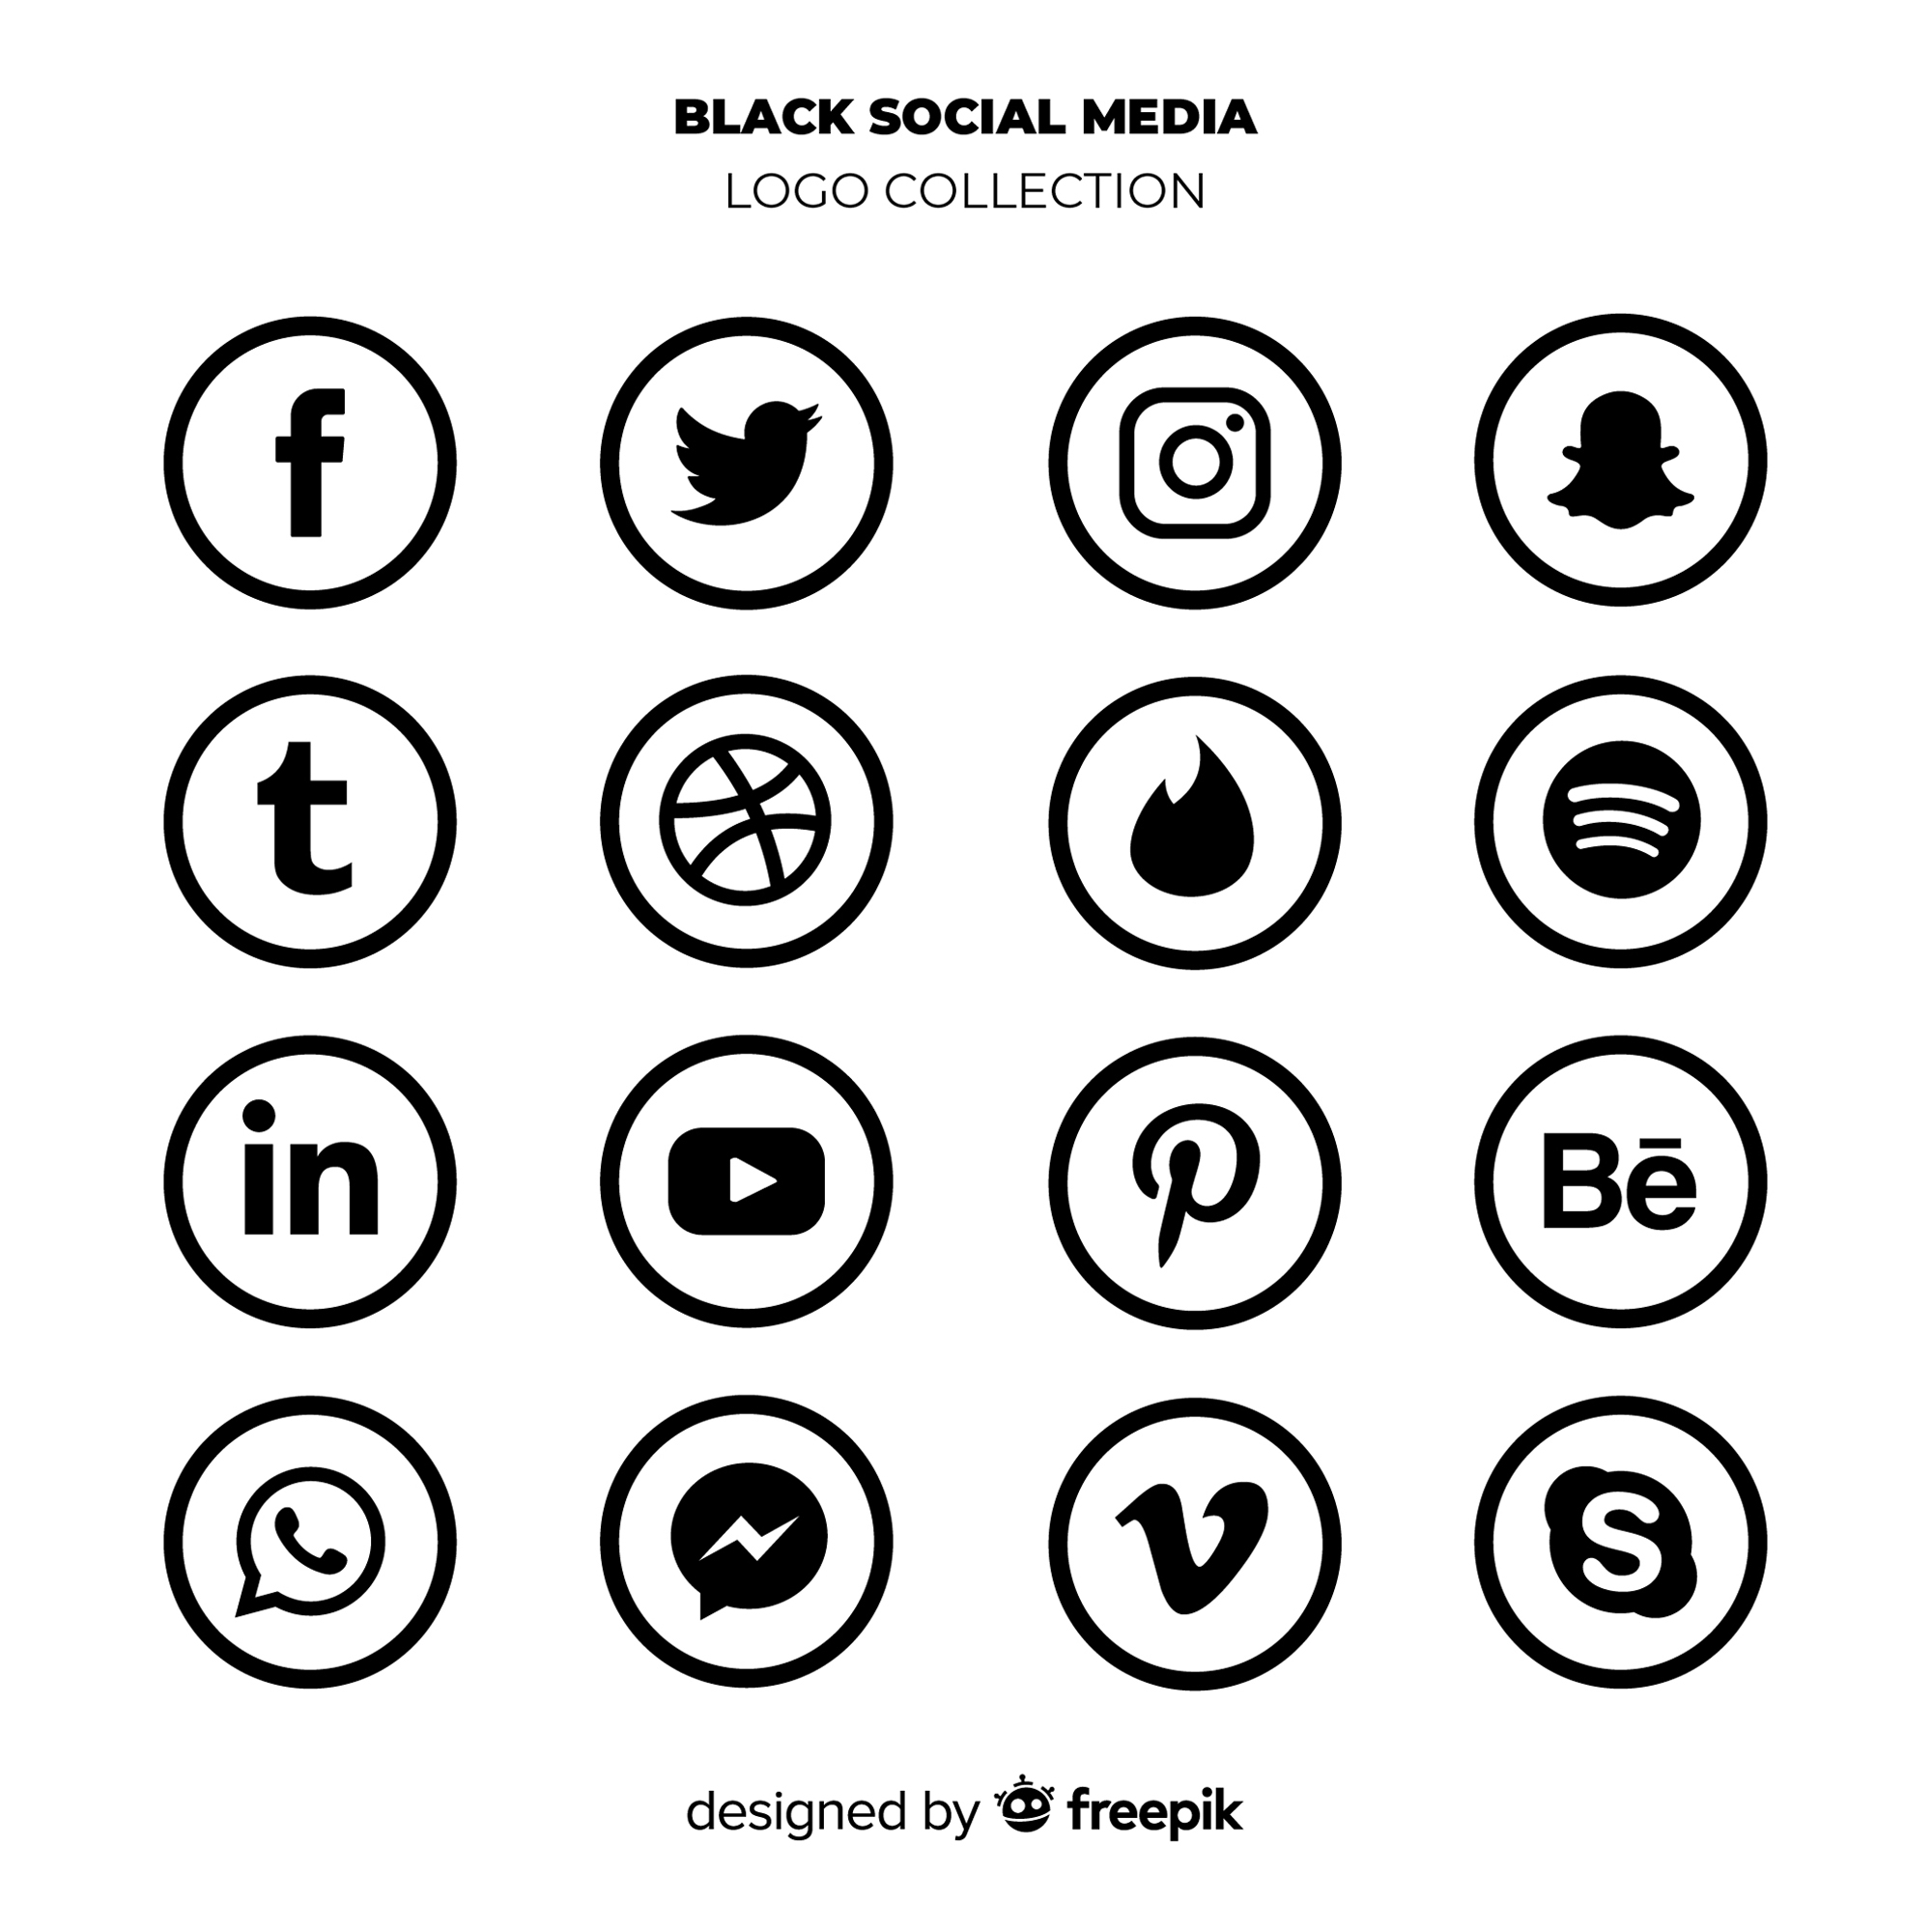 BLACK SOCIAL MEDIA
LOGO COLLECTION
f
t
in
Bē
S
designed by freepik